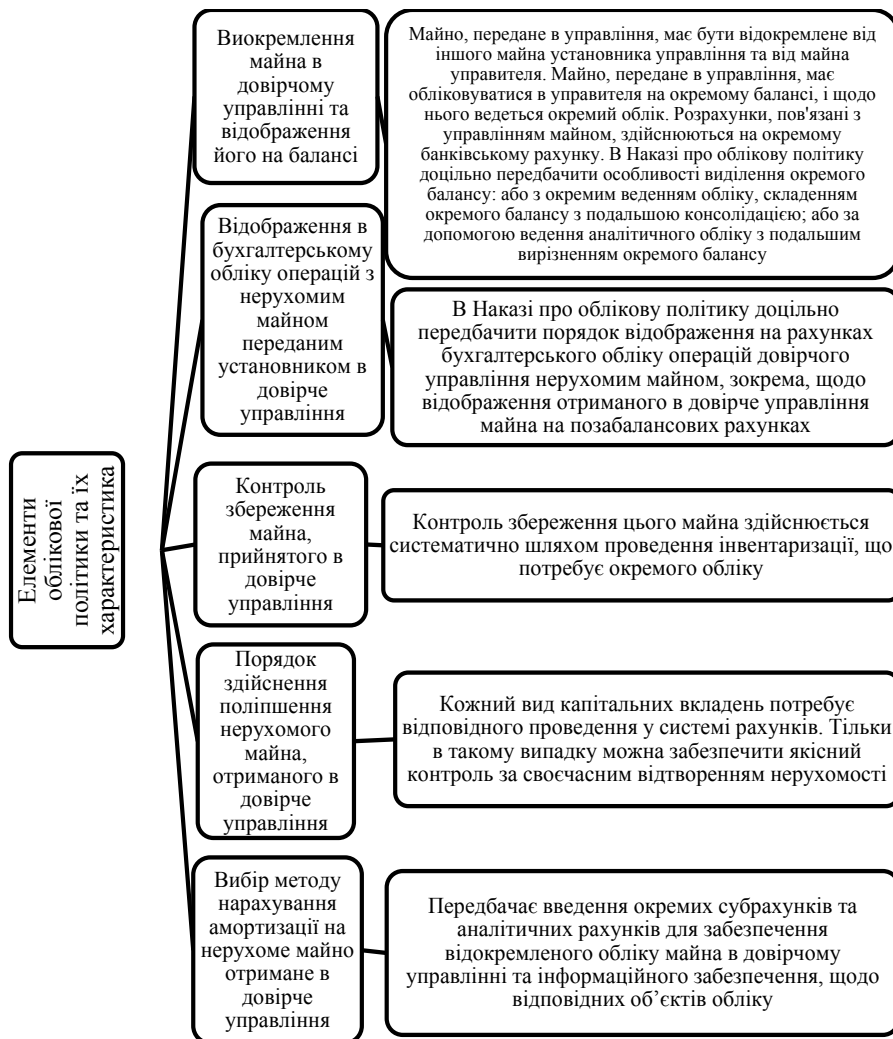 Елементи
облікової
політики та їх
характеристика
Виокремлення
майна в
довірчому
управлінні та
відображення
його на балансі
Майно, передане в управління, має бути відокремлене від
іншого майна установника управління та від майна
управителя. Майно, передане в управління, має
обліковуватися в управителя на окремому балансі, і щодо
нього ведеться окремий облік. Розрахунки, пов'язані з
управлінням майном, здійснюються на окремому
банківському рахунку. В Наказі про облікову політику
доцільно передбачити особливості виділення окремого
балансу: або з окремим веденням обліку, складенням
окремого балансу з подальшою консолідацією; або за
допомогою ведення аналітичного обліку з подальшим
вирізненням окремого балансу
Відображення в
бухгалтерському
обліку операцій з
нерухомим
майном
переданим
установником в
довірче
управління
В Наказі про облікову політику доцільно
передбачити порядок відображення на рахунках
бухгалтерського обліку операцій довірчого
управління нерухомим майном, зокрема, щодо
відображення отриманого в довірче управління
майна на позабалансових рахунках
Контроль
збереження
майна,
прийнятого в
довірче
управління
Контроль збереження цього майна здійснюється
систематично шляхом проведення інвентаризації, що
потребує окремого обліку
Порядок
здійснення
поліпшення
нерухомого
майна,
отриманого в
довірче
управління
Кожний вид капітальних вкладень потребує
відповідного проведення у системі рахунків. Тільки
в такому випадку можна забезпечити якісний
контроль за своєчасним відтворенням нерухомості
Вибір методу
нарахування
амортизації на
нерухоме майно
отримане в
довірче
управління
Передбачає введення окремих субрахунків та
аналітичних рахунків для забезпечення
відокремленого обліку майна в довірчому
управлінні та інформаційного забезпечення, щодо
відповідних об’єктів обліку